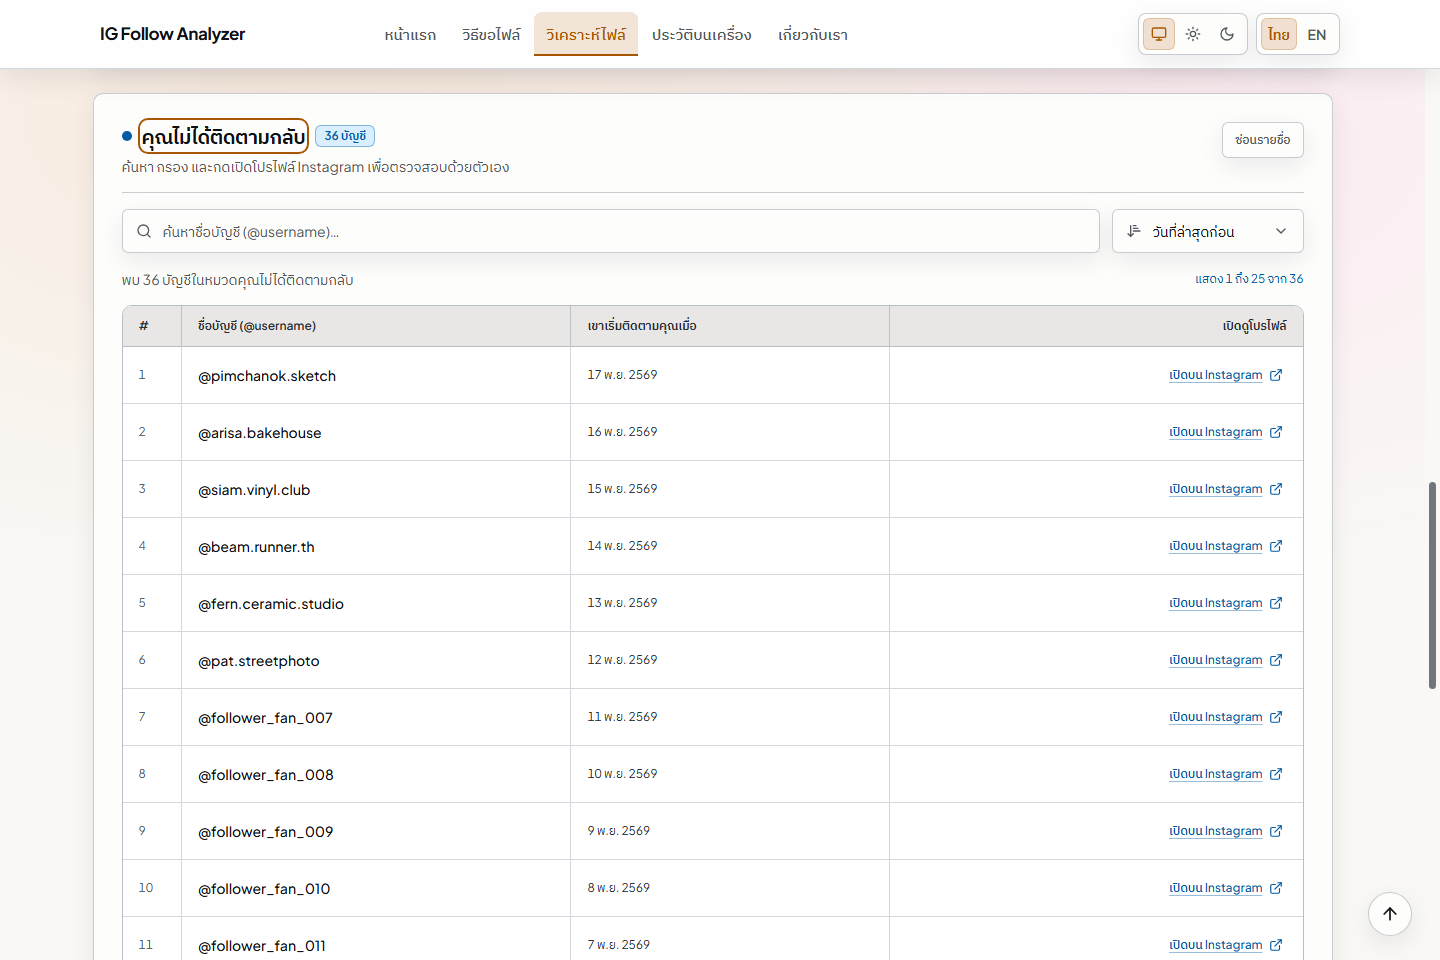 IG Follow Analyzer
หน้าแรก วิธีขอไฟล์ วิเคราะห์ไฟล์ ประวัติบนเครื่อง เกี่ยวกับเรา
ไทย EN
คุณไม่ได้ติดตามกลับ 36 บัญชี
ซ่อนรายชื่อ
ค้นหา กรอง และกดเปิดโปรไฟล์ Instagram เพื่อตรวจสอบด้วยตัวเอง
ค้นหาชื่อบัญชี (@username)...
วันที่ล่าสุดก่อน
พบ 36 บัญชีในหมวดคุณไม่ได้ติดตามกลับ
แสดง 1 ถึง 25 จาก 36
# ชื่อบัญชี (@username) เขาเริ่มติดตามคุณเมื่อ เปิดดูโปรไฟล์
1 @pimchanok.sketch 17 พ.ย. 2569 เปิดบน Instagram
2 @arisa.bakehouse 16 พ.ย. 2569 เปิดบน Instagram
3 @siam.vinyl.club 15 พ.ย. 2569 เปิดบน Instagram
4 @beam.runner.th 14 พ.ย. 2569 เปิดบน Instagram
5 @fern.ceramic.studio 13 พ.ย. 2569 เปิดบน Instagram
6 @pat.streetphoto 12 พ.ย. 2569 เปิดบน Instagram
7 @follower_fan_007 11 พ.ย. 2569 เปิดบน Instagram
8 @follower_fan_008 10 พ.ย. 2569 เปิดบน Instagram
9 @follower_fan_009 9 พ.ย. 2569 เปิดบน Instagram
10 @follower_fan_010 8 พ.ย. 2569 เปิดบน Instagram
11 @follower_fan_011 7 พ.ย. 2569 เปิดบน Instagram